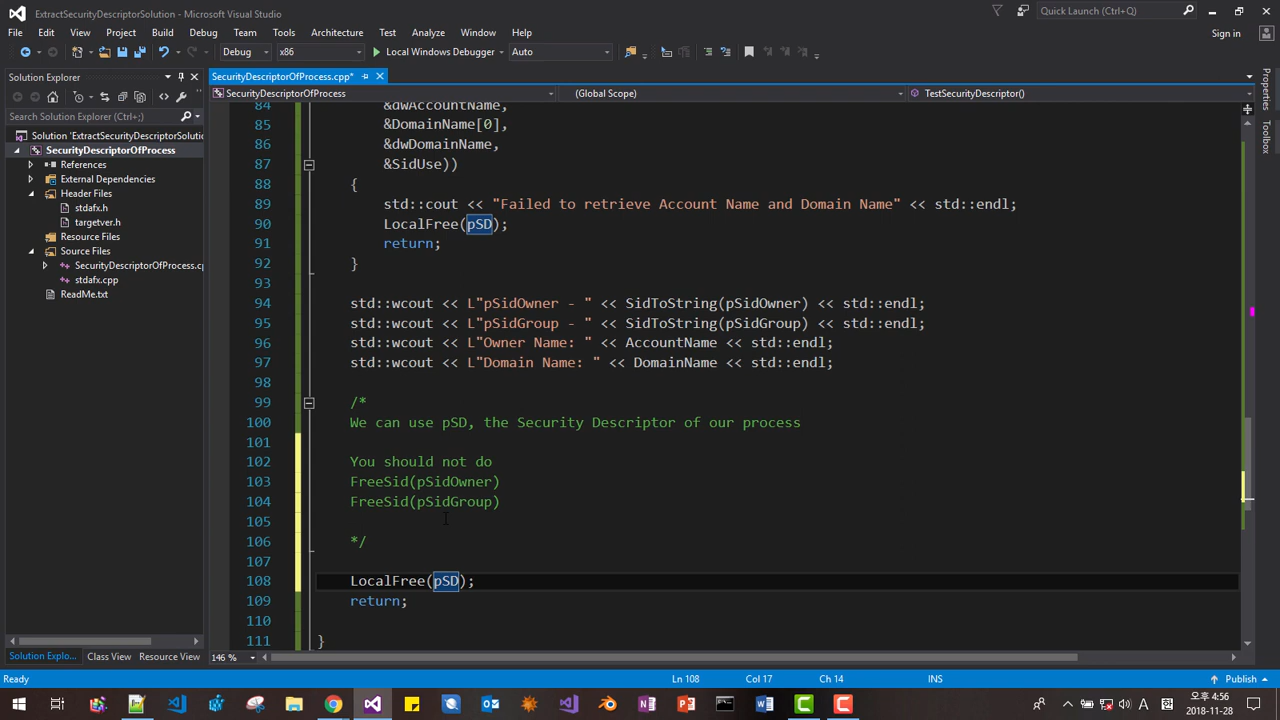 ExtractSecurityDescriptorSolution - Microsoft Visual Studio
Quick Launch (Ctrl+Q)
File Edit View Project Build Debug Team Tools Architecture Test Analyze Window Help
Sign in
Debug x86 Local Windows Debugger Auto
Solution Explorer
SecurityDescriptorOfProcess.cpp*
SecurityDescriptorOfProcess (Global Scope) TestSecurityDescriptor()
Search Solution Explorer (Ctrl+;)
Solution 'ExtractSecurityDescriptorSolutio
SecurityDescriptorOfProcess
References
External Dependencies
Header Files
stdafx.h
targetver.h
Resource Files
Source Files
SecurityDescriptorOfProcess.cp
stdafx.cpp
ReadMe.txt
84 &dwAccountName,
85 &DomainName[0],
86 &dwDomainName,
87 &SidUse))
88 {
89 std::cout << "Failed to retrieve Account Name and Domain Name" << std::endl;
90 LocalFree(pSD);
91 return;
92 }
93
94 std::wcout << L"pSidOwner - " << SidToString(pSidOwner) << std::endl;
95 std::wcout << L"pSidGroup - " << SidToString(pSidGroup) << std::endl;
96 std::wcout << L"Owner Name: " << AccountName << std::endl;
97 std::wcout << L"Domain Name: " << DomainName << std::endl;
98
99 /*
100 We can use pSD, the Security Descriptor of our process
101
102 You should not do
103 FreeSid(pSidOwner)
104 FreeSid(pSidGroup)
105
106 */
107
108 LocalFree(pSD);
109 return;
110
111 }
Properties
Toolbox
Solution Explo... Class View Resource View
146 %
Ready Ln 108 Col 17 Ch 14 INS Publish
A 한 오후 4:56
2018-11-28